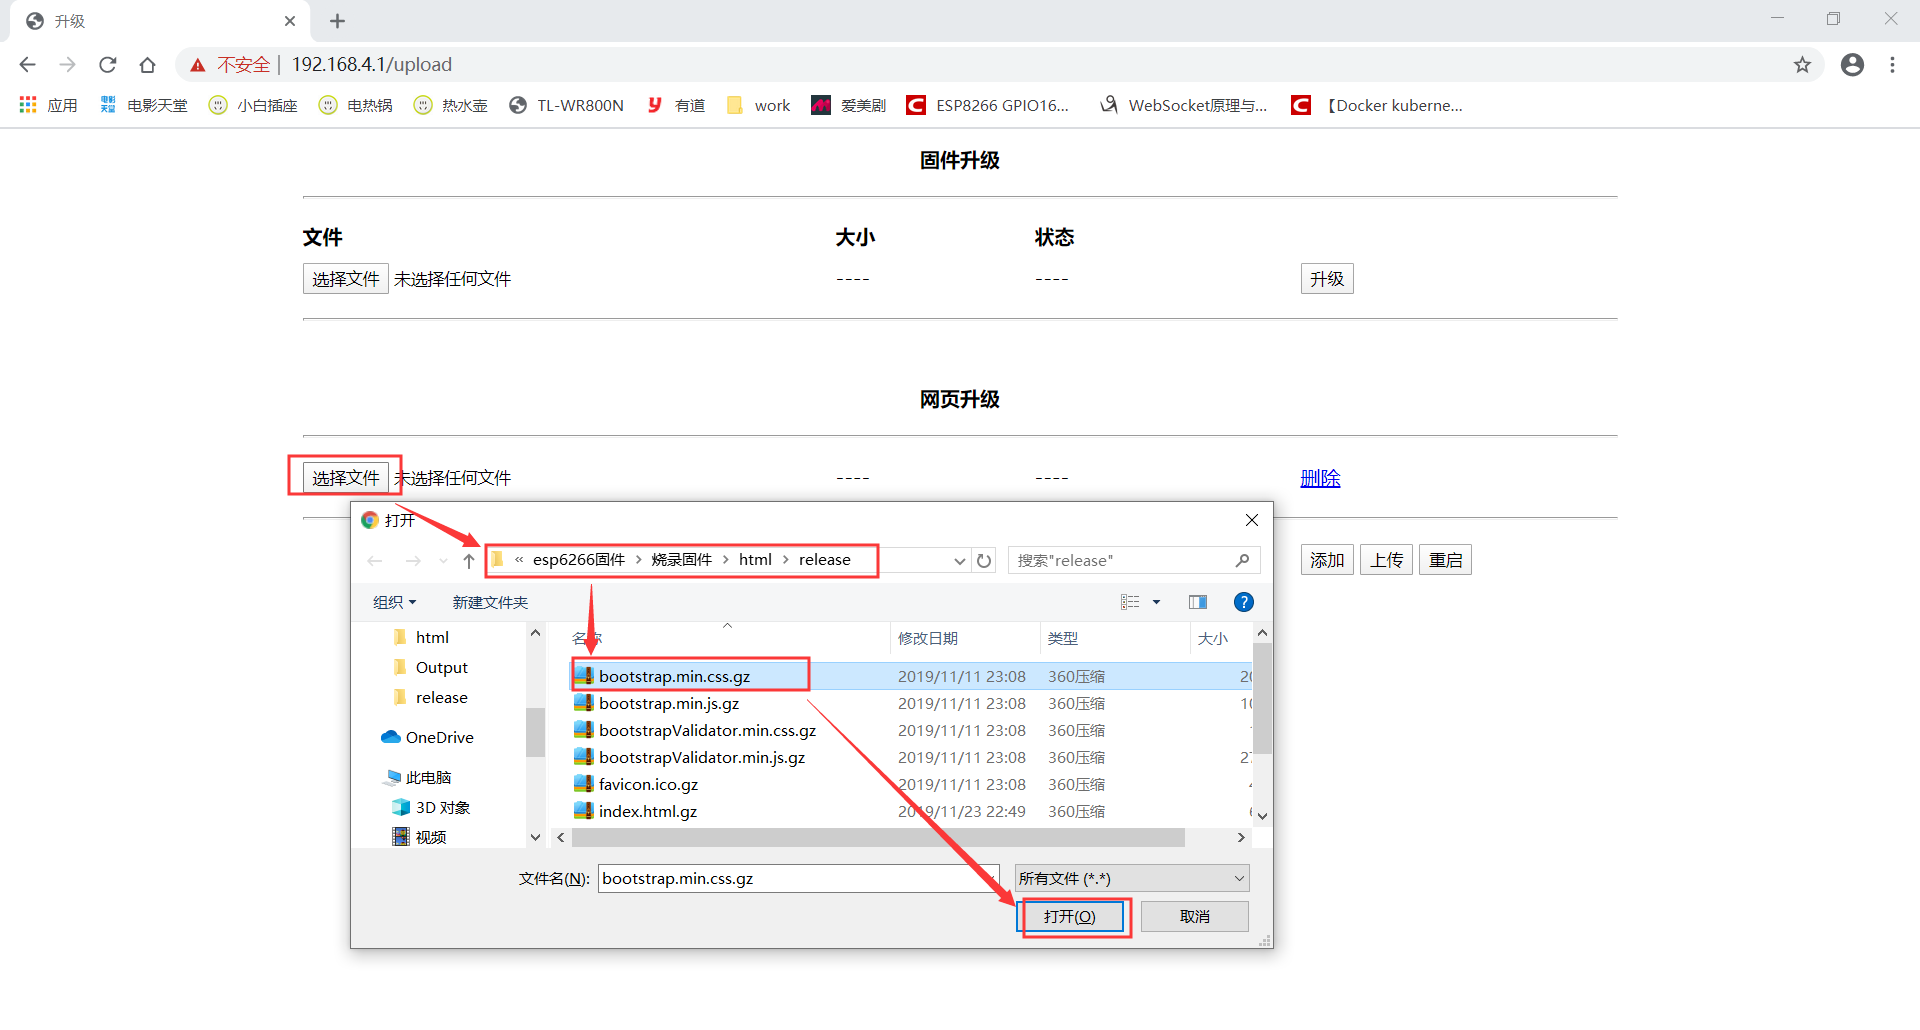 升级
不安全 | 192.168.4.1/upload
应用 电影天堂 电影天堂 小白插座 电热锅 热水壶 TL-WR800N 有道 work 爱美剧 ESP8266 GPIO16... WebSocket原理与... 【Docker kuberne...
固件升级
文件 大小 状态
选择文件 未选择任何文件 ---- ---- 升级
网页升级
选择文件 未选择任何文件 ---- ---- 删除
添加 上传 重启
打开
« esp6266固件 › 烧录固件 › html › release 搜索"release"
组织 新建文件夹
名称 修改日期 类型 大小
html
Output
release
OneDrive
此电脑
3D 对象
视频
bootstrap.min.css.gz 2019/11/11 23:08 360压缩
bootstrap.min.js.gz 2019/11/11 23:08 360压缩
bootstrapValidator.min.css.gz 2019/11/11 23:08 360压缩
bootstrapValidator.min.js.gz 2019/11/11 23:08 360压缩
favicon.ico.gz 2019/11/11 23:08 360压缩
index.html.gz 2019/11/23 22:49 360压缩
文件名(N): bootstrap.min.css.gz 所有文件 (*.*)
打开(O) 取消